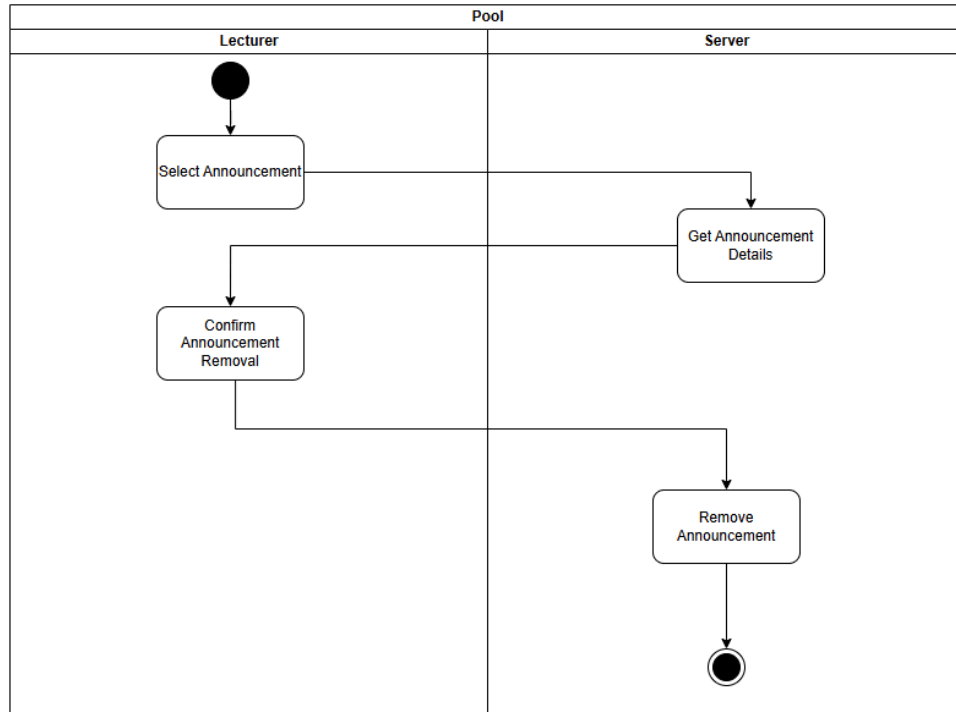 Pool
Lecturer
Server
Select Announcement
Get Announcement
Details
Confirm
Announcement
Removal
Remove
Announcement